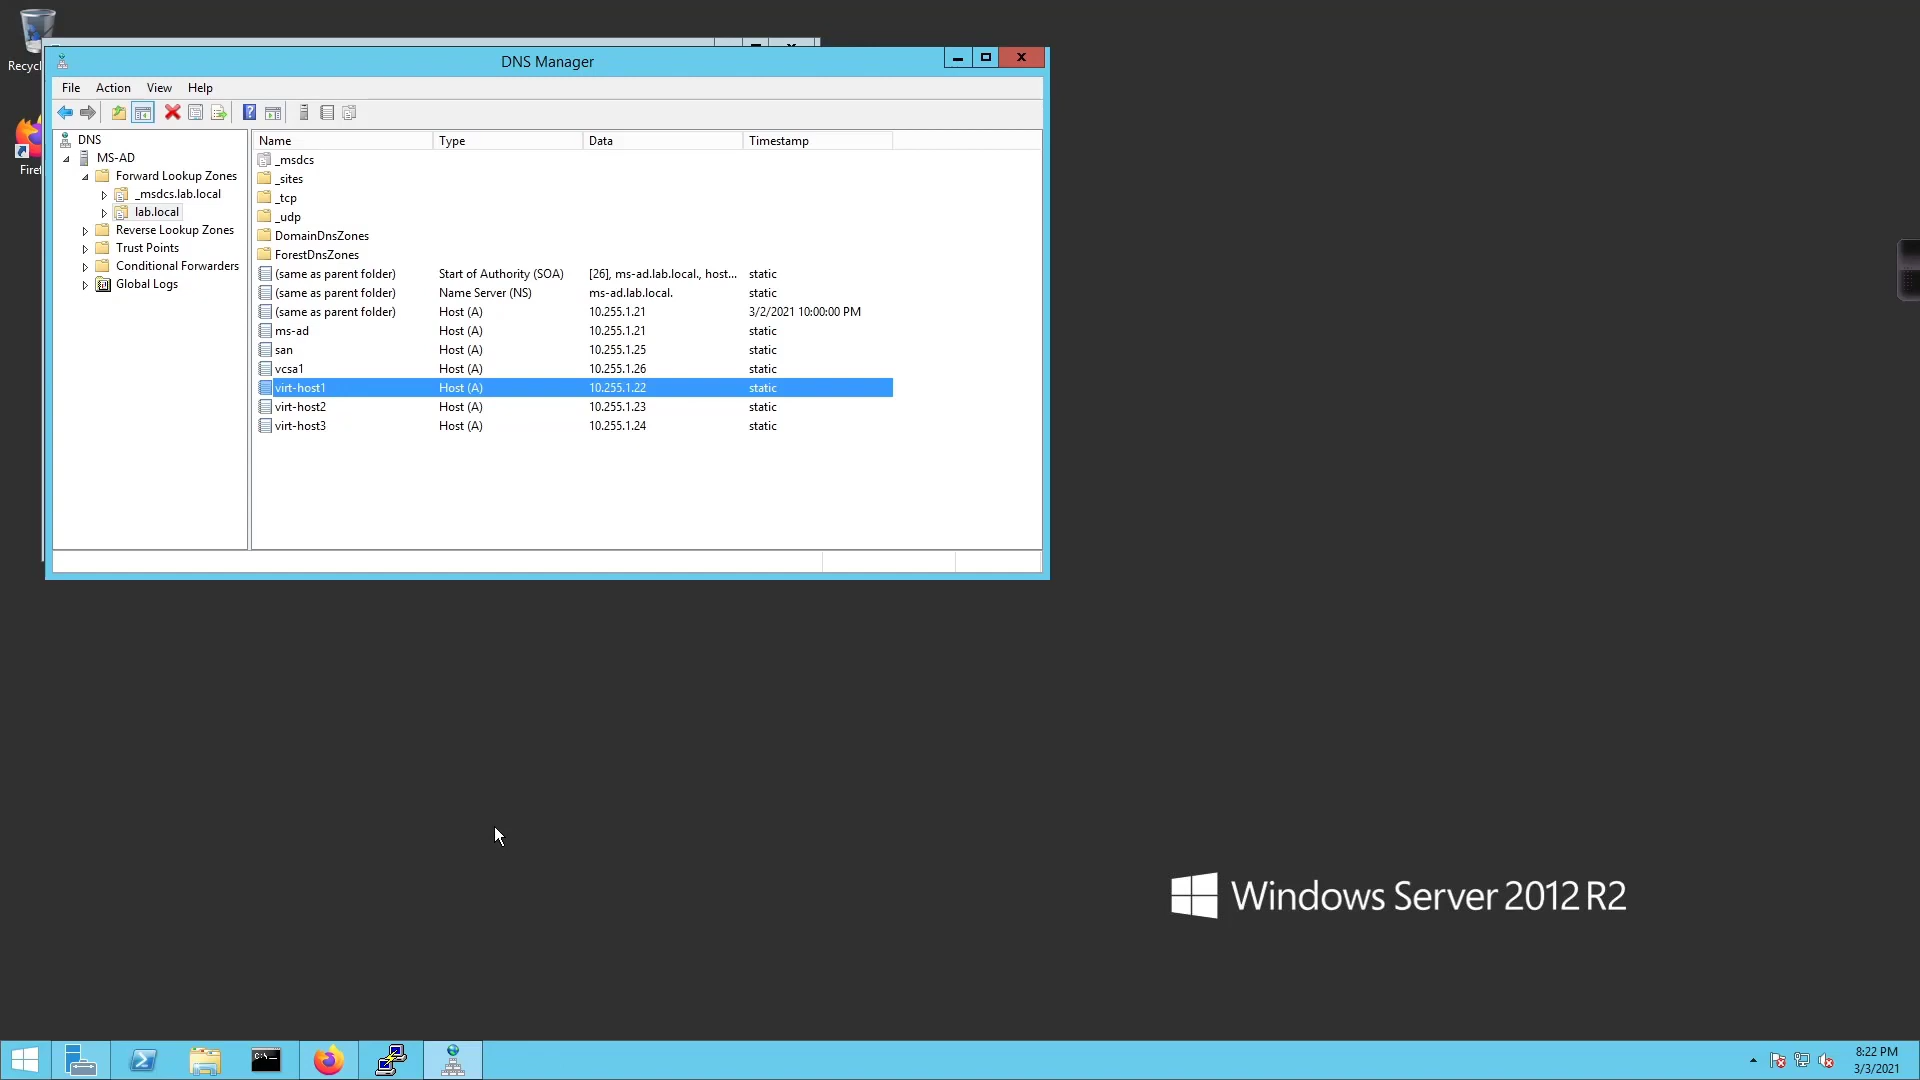 Recycl
Firef
DNS Manager
File Action View Help
DNS
MS-AD
Forward Lookup Zones
_msdcs.lab.local
lab.local
Reverse Lookup Zones
Trust Points
Conditional Forwarders
Global Logs
Name Type Data Timestamp
_msdcs
_sites
_tcp
_udp
DomainDnsZones
ForestDnsZones
(same as parent folder) Start of Authority (SOA) [26], ms-ad.lab.local., host... static
(same as parent folder) Name Server (NS) ms-ad.lab.local. static
(same as parent folder) Host (A) 10.255.1.21 3/2/2021 10:00:00 PM
ms-ad Host (A) 10.255.1.21 static
san Host (A) 10.255.1.25 static
vcsa1 Host (A) 10.255.1.26 static
virt-host1 Host (A) 10.255.1.22 static
virt-host2 Host (A) 10.255.1.23 static
virt-host3 Host (A) 10.255.1.24 static
Windows Server 2012 R2
8:22 PM
3/3/2021